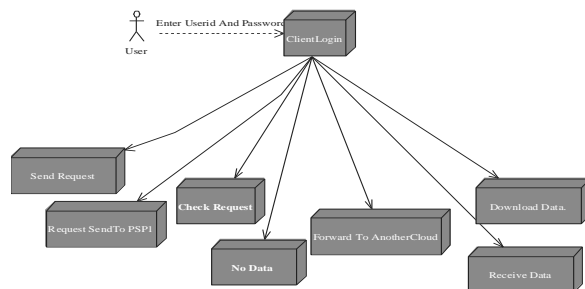 Enter Userid And Password
ClientLogin
User
Send Request
Check Request
Download Data.
Request SendTo PSP1
Forward To AnotherCloud
No Data
Receive Data